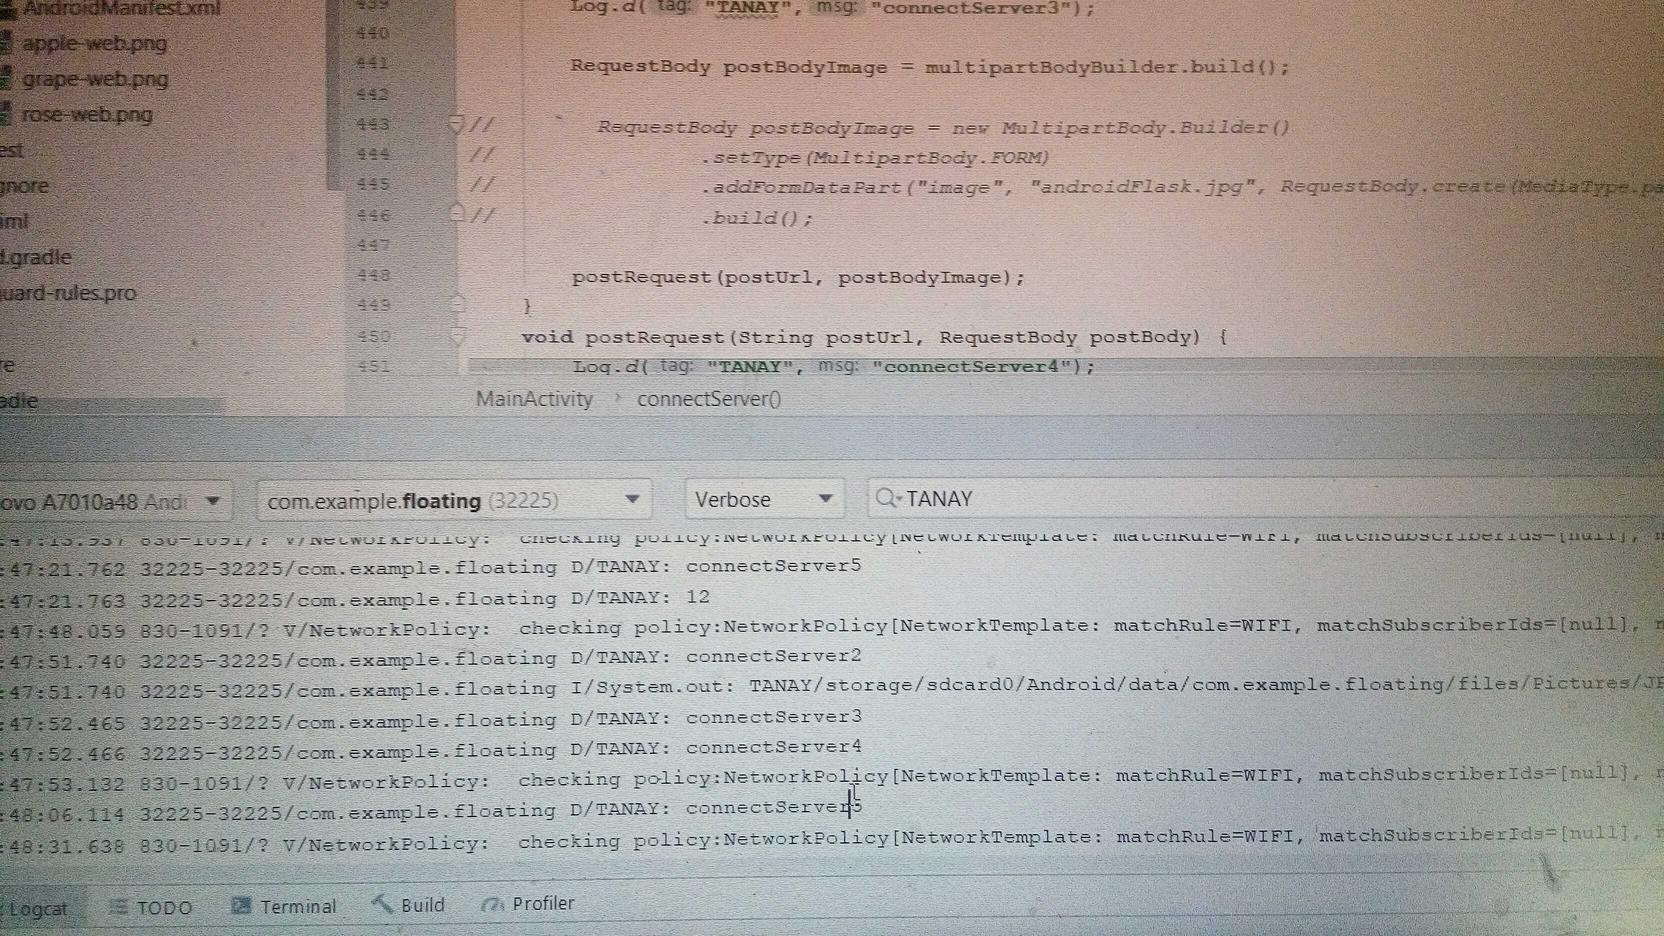 AndroidManifest.xml
apple-web.png
grape-web.png
rose-web.png
est
gnore
iml
d.gradle
uard-rules.pro
re
adle
439 Log.d( tag: "TANAY", msg: "connectServer3");
440
441 RequestBody postBodyImage = multipartBodyBuilder.build();
442
443 // RequestBody postBodyImage = new MultipartBody.Builder()
444 // .setType(MultipartBody.FORM)
445 // .addFormDataPart("image", "androidFlask.jpg", RequestBody.create(MediaType.pa
446 // .build();
447
448 postRequest(postUrl, postBodyImage);
449 }
450 void postRequest(String postUrl, RequestBody postBody) {
451 Log.d( tag: "TANAY", msg: "connectServer4");
MainActivity › connectServer()
ovo A7010a48 Andr com.example.floating (32225) Verbose TANAY
:47:13.937 830-1091/? V/NetworkPolicy: checking policy:NetworkPolicy[NetworkTemplate: matchRule=WIFI, matchSubscriberIds=[null],
:47:21.762 32225-32225/com.example.floating D/TANAY: connectServer5
:47:21.763 32225-32225/com.example.floating D/TANAY: 12
:47:48.059 830-1091/? V/NetworkPolicy: checking policy:NetworkPolicy[NetworkTemplate: matchRule=WIFI, matchSubscriberIds=[null],
:47:51.740 32225-32225/com.example.floating D/TANAY: connectServer2
:47:51.740 32225-32225/com.example.floating I/System.out: TANAY/storage/sdcard0/Android/data/com.example.floating/files/Pictures/JP
:47:52.465 32225-32225/com.example.floating D/TANAY: connectServer3
:47:52.466 32225-32225/com.example.floating D/TANAY: connectServer4
:47:53.132 830-1091/? V/NetworkPolicy: checking policy:NetworkPolicy[NetworkTemplate: matchRule=WIFI, matchSubscriberIds=[null],
:48:06.114 32225-32225/com.example.floating D/TANAY: connectServer5
:48:31.638 830-1091/? V/NetworkPolicy: checking policy:NetworkPolicy[NetworkTemplate: matchRule=WIFI, matchSubscriberIds=[null],
Logcat TODO Terminal Build Profiler